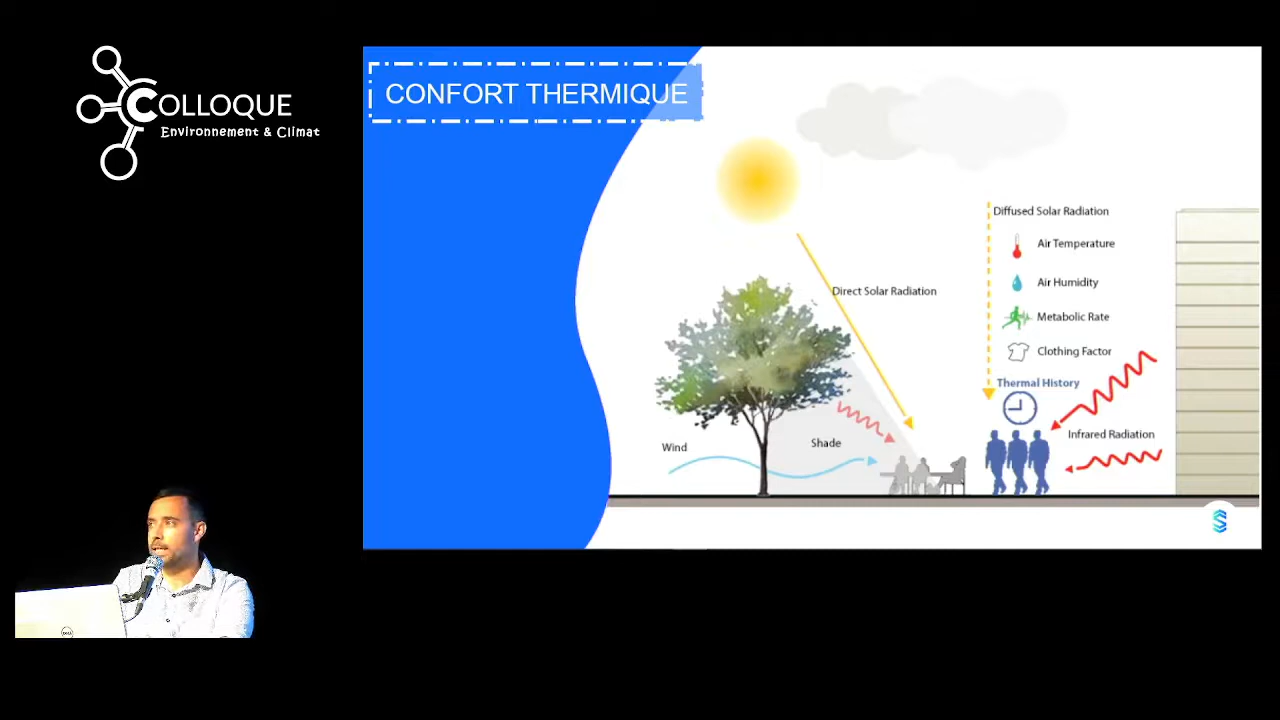 COLLOQUE
Environnement & Climat
CONFORT THERMIQUE
Diffused Solar Radiation
Air Temperature
Air Humidity
Direct Solar Radiation
Metabolic Rate
Clothing Factor
Thermal History
Infrared Radiation
Wind
Shade
DELL